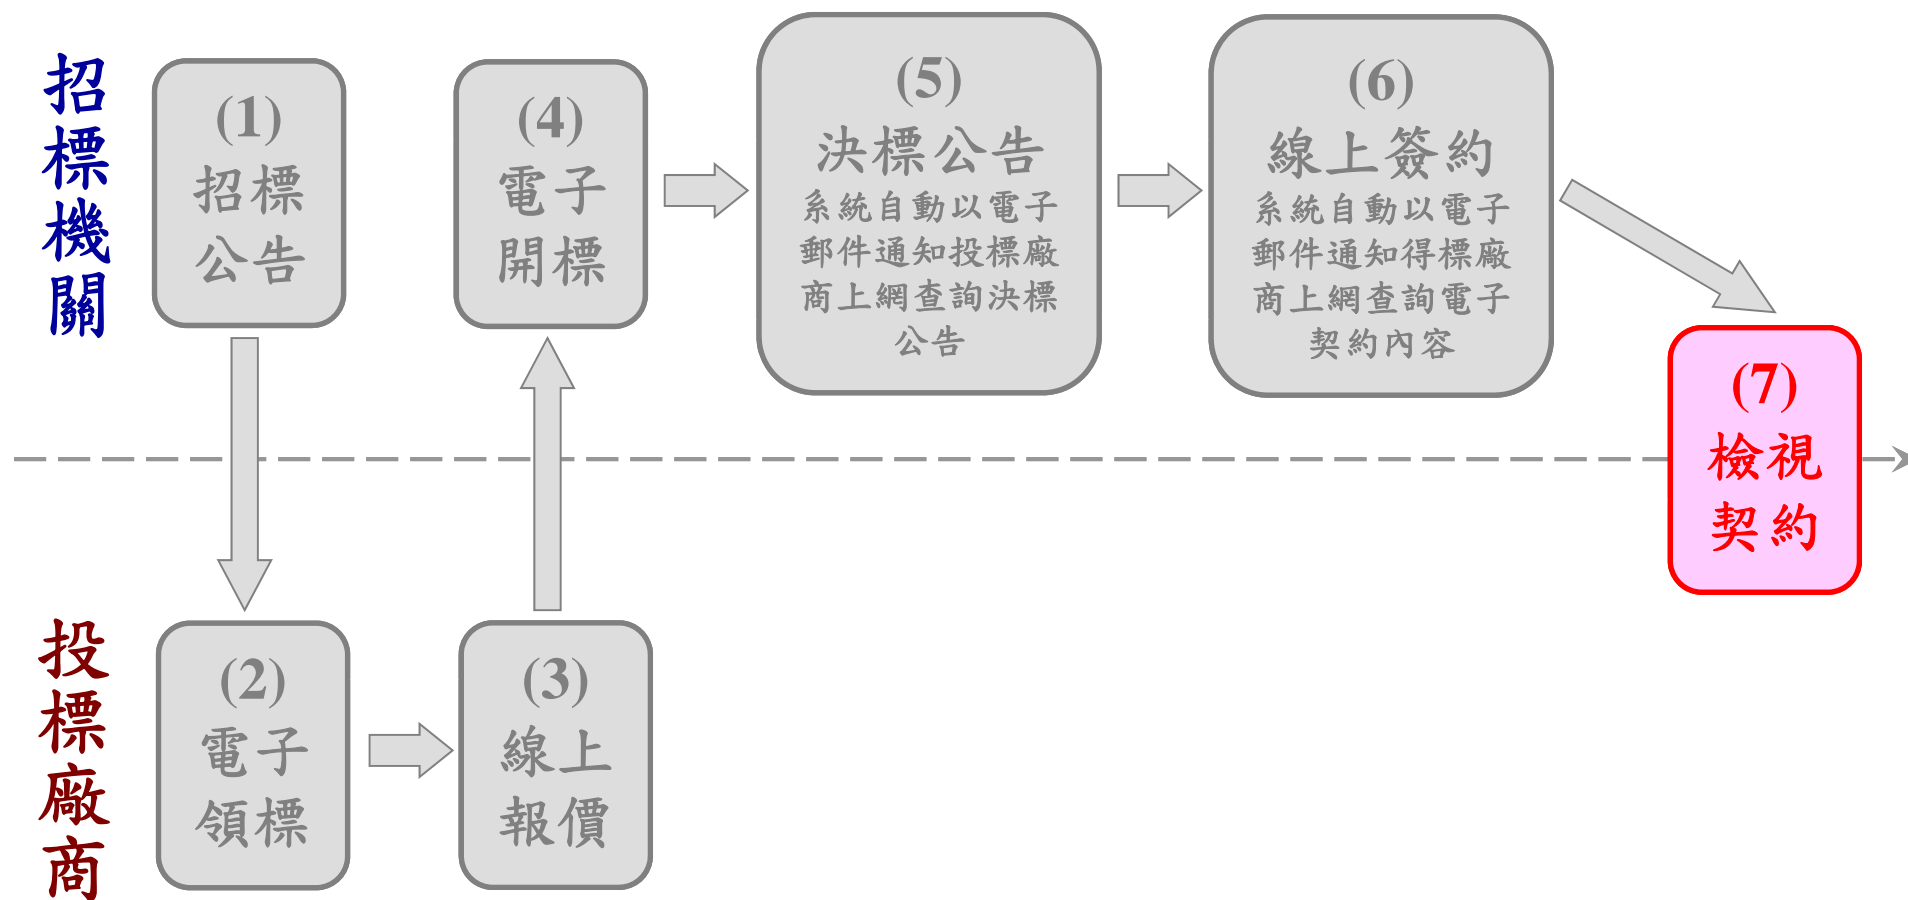 招標機關
(1)
招標
公告
(4)
電子
開標
(5)
決標公告
系統自動以電子
郵件通知投標廠
商上網查詢決標
公告
(6)
線上簽約
系統自動以電子
郵件通知得標廠
商上網查詢電子
契約內容
(7)
檢視
契約
投標廠商
(2)
電子
領標
(3)
線上
報價